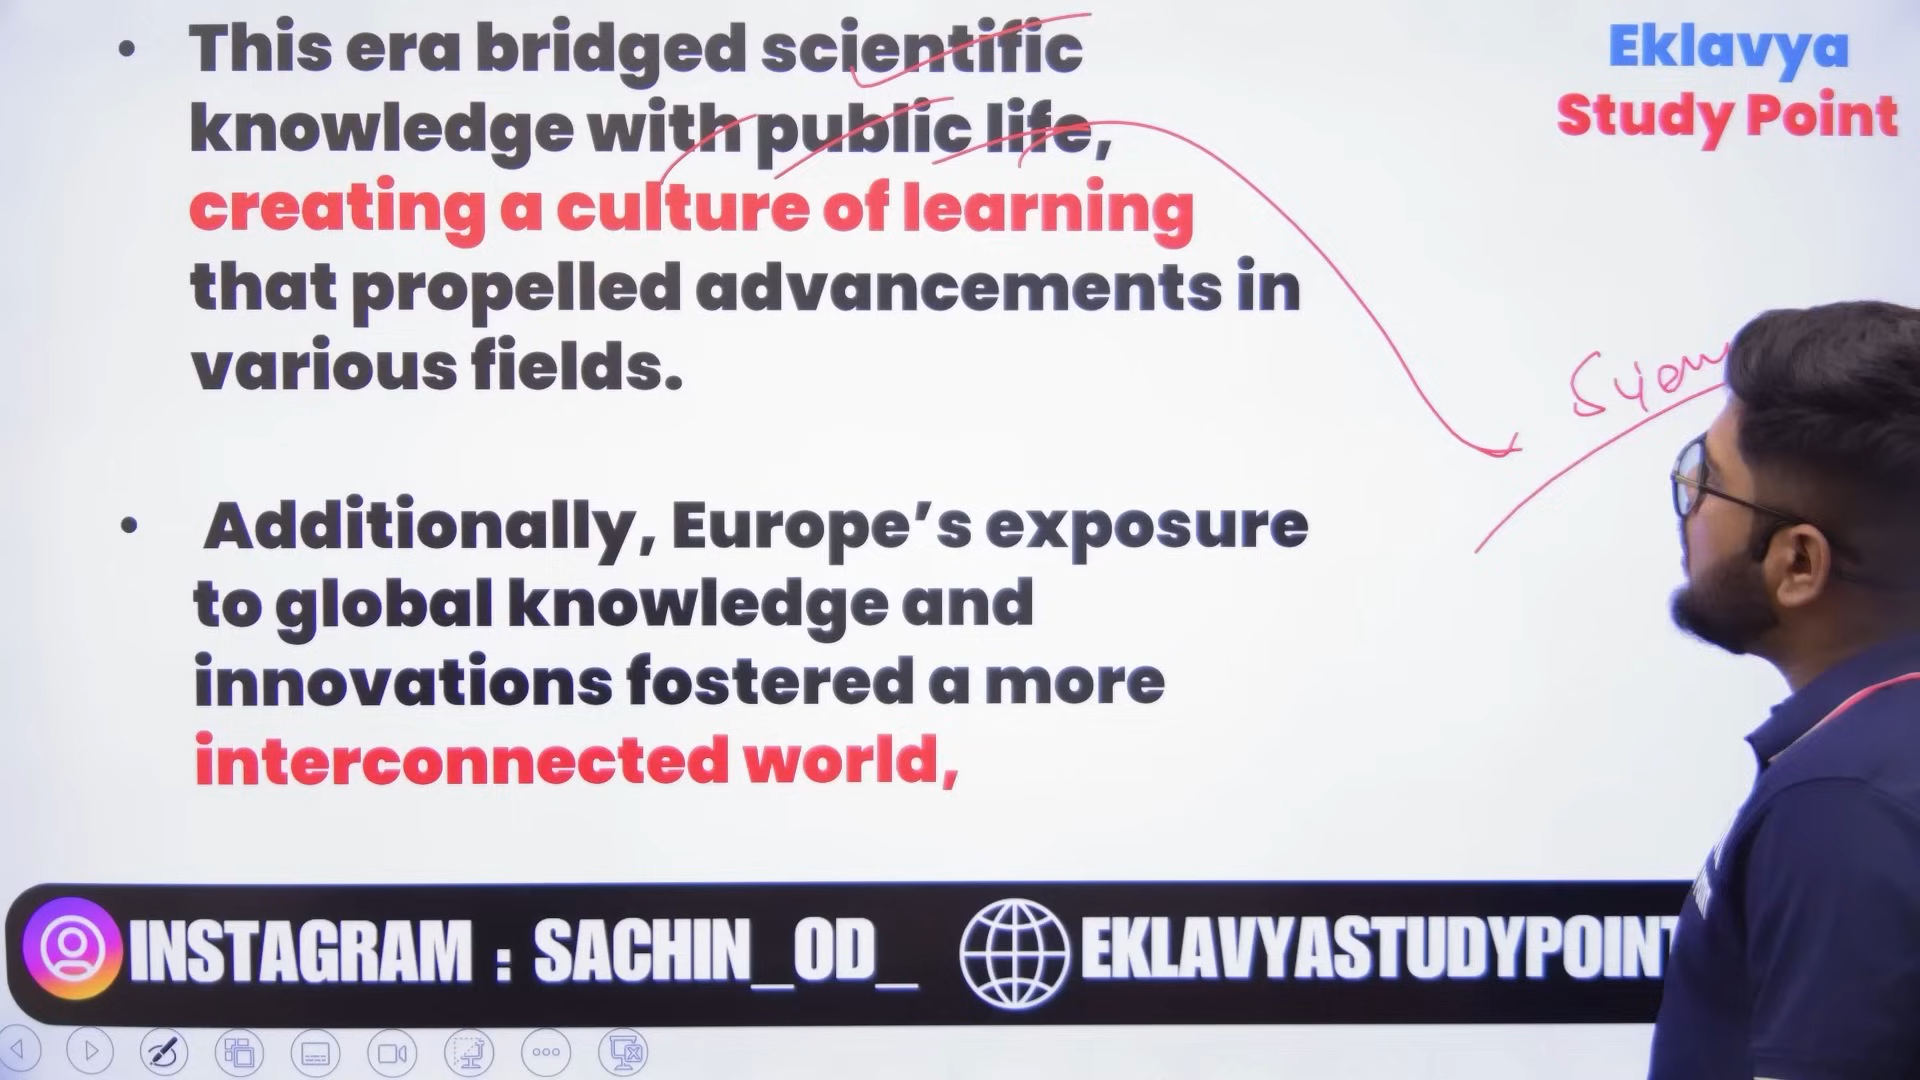 This era bridged scientific
knowledge with public life,
creating a culture of learning
that propelled advancements in
various fields.
Additionally, Europe’s exposure
to global knowledge and
innovations fostered a more
interconnected world,
Eklavya
Study Point
INSTAGRAM : SACHIN_OD_
EKLAVYASTUDYPOINT